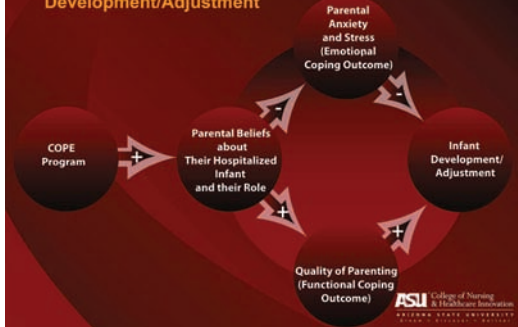 Development/Adjustment
Parental
Anxiety
and Stress
(Emotional
Coping Outcome)
-
-
COPE
Program
+
Parental Beliefs
about
Their Hospitalized
Infant
and their Role
Infant
Development/
Adjustment
+
+
Quality of Parenting
(Functional Coping
Outcome)
ASU College of Nursing
& Healthcare Innovation
ARIZONA STATE UNIVERSITY